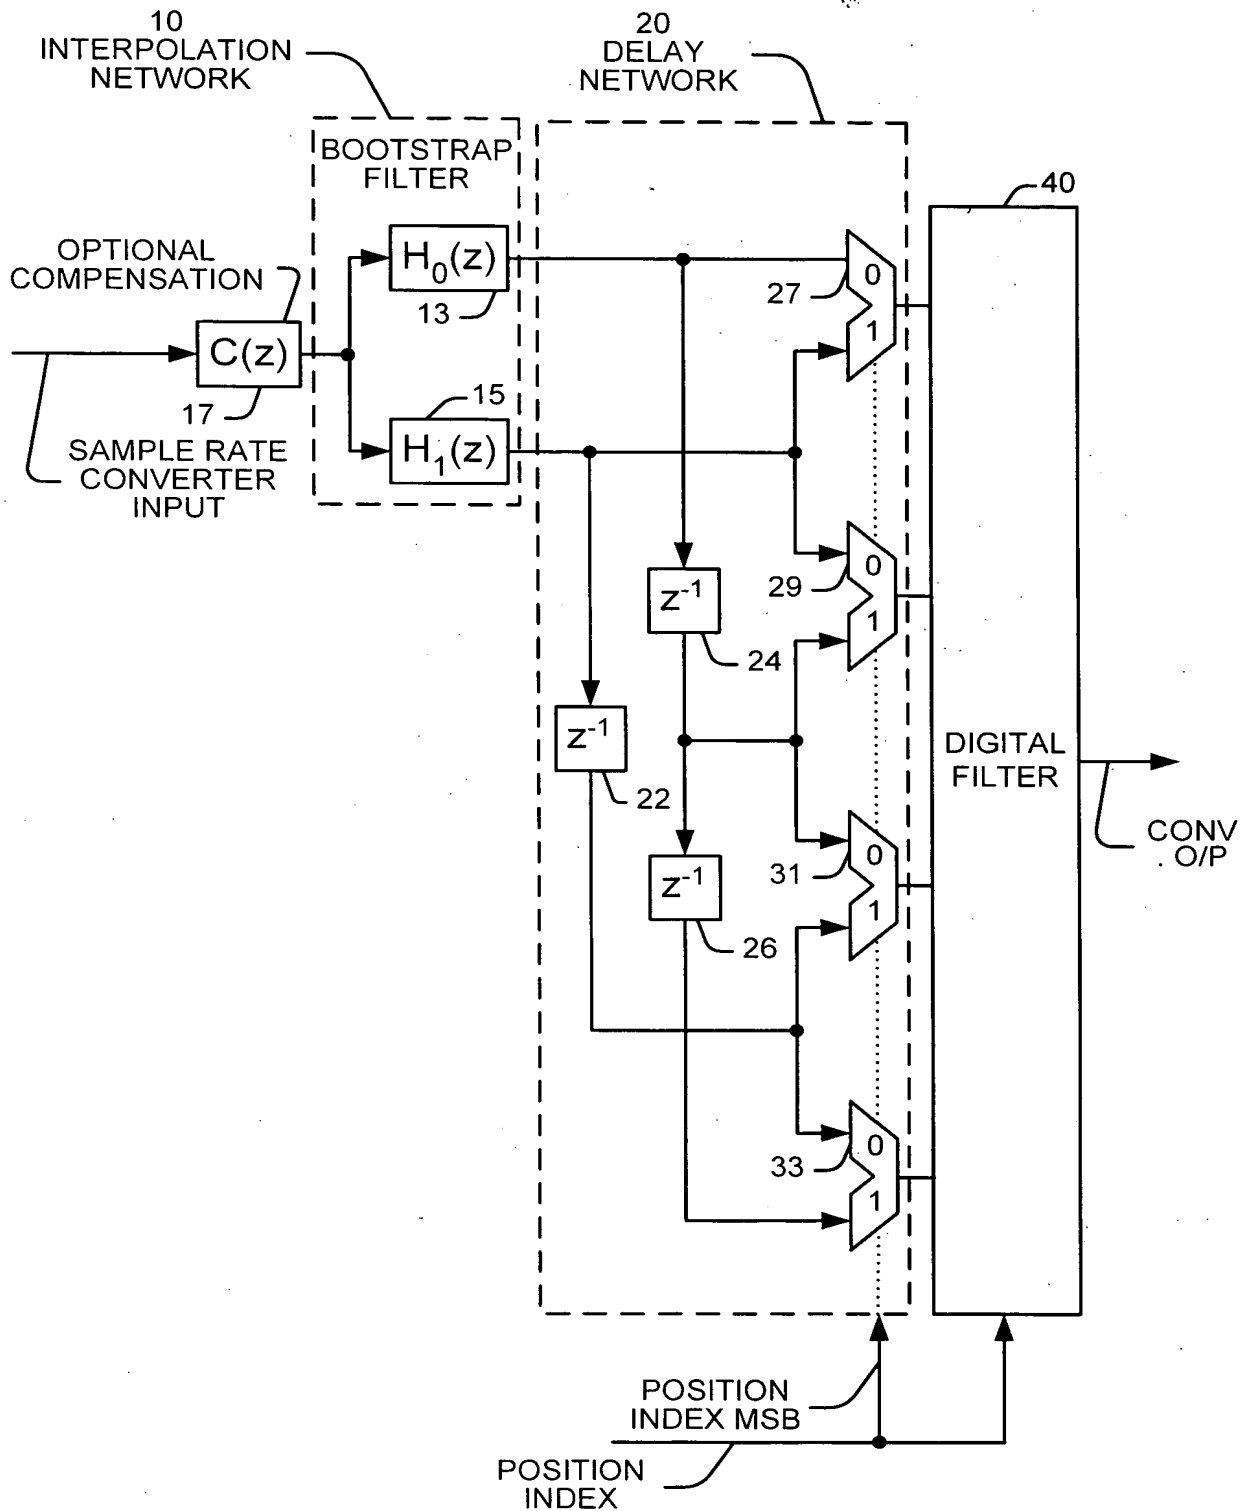 10
INTERPOLATION
NETWORK
20
DELAY
NETWORK
BOOTSTRAP
FILTER
40
OPTIONAL
COMPENSATION
H0(z)
13
27
0
1
C(z)
17
15
H1(z)
SAMPLE RATE
CONVERTER
INPUT
0
29
1
z-1
24
z-1
22
DIGITAL
FILTER
CONV
. O/P
0
31
1
z-1
26
0
33
1
POSITION
INDEX MSB
POSITION
INDEX